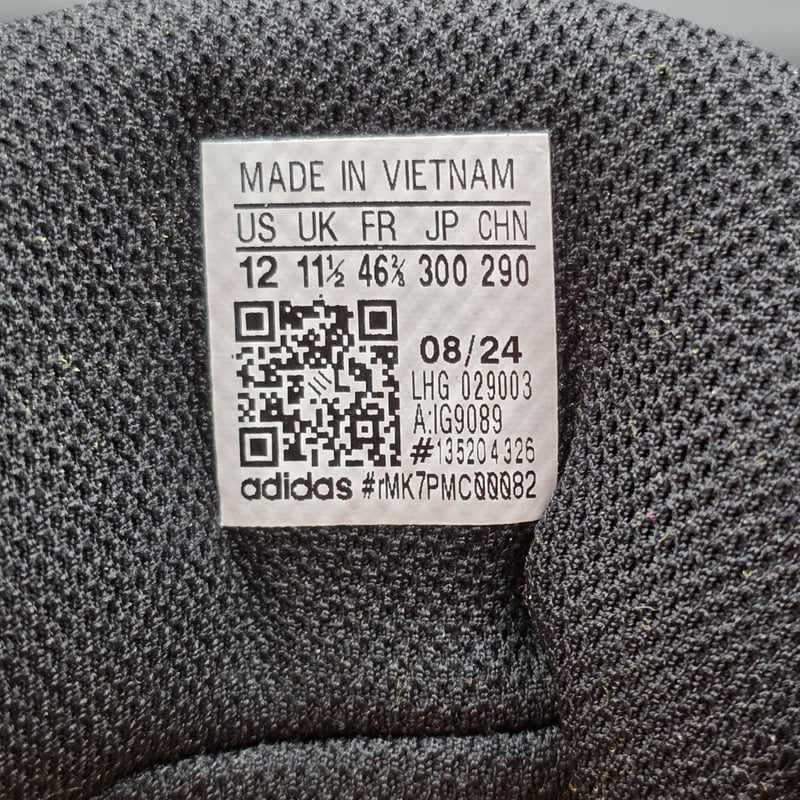 MADE IN VIETNAM
US UK FR JP CHN
12 11½ 46⅔ 300 290
08/24
LHG 029003
A:IG9089
#135204326
adidas #rMK7PMC00082